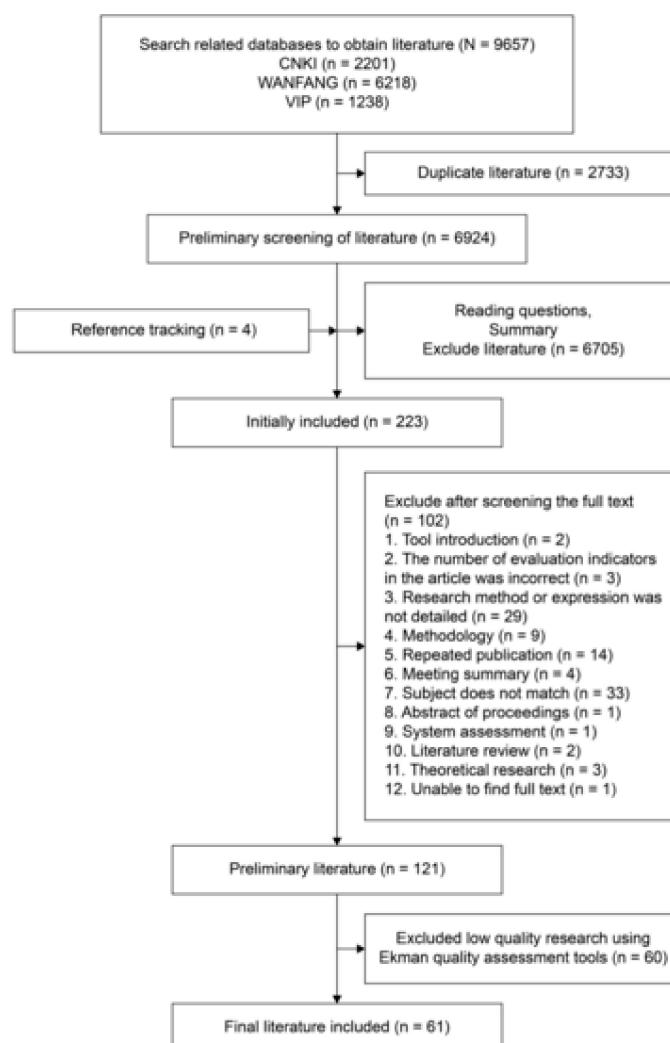 Search related databases to obtain literature (N = 9657)
CNKI (n = 2201)
WANFANG (n = 6218)
VIP (n = 1238)
Duplicate literature (n = 2733)
Preliminary screening of literature (n = 6924)
Reference tracking (n = 4)
Reading questions,
Summary
Exclude literature (n = 6705)
Initially included (n = 223)
Exclude after screening the full text
(n = 102)
1. Tool introduction (n = 2)
2. The number of evaluation indicators
in the article was incorrect (n = 3)
3. Research method or expression was
not detailed (n = 29)
4. Methodology (n = 9)
5. Repeated publication (n = 14)
6. Meeting summary (n = 4)
7. Subject does not match (n = 33)
8. Abstract of proceedings (n = 1)
9. System assessment (n = 1)
10. Literature review (n = 2)
11. Theoretical research (n = 3)
12. Unable to find full text (n = 1)
Preliminary literature (n = 121)
Excluded low quality research using
Ekman quality assessment tools (n = 60)
Final literature included (n = 61)